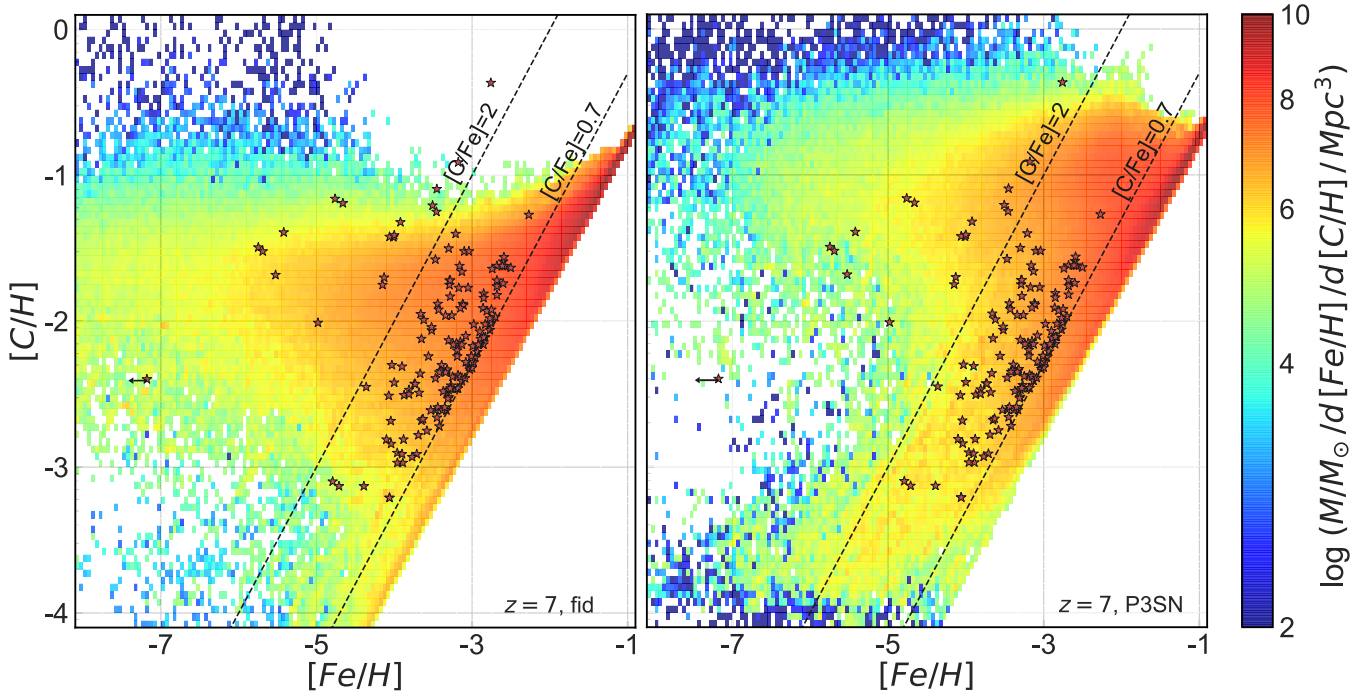 0
-1
-2
-3
-4
[C/H]
-7
-5
-3
-1
[Fe/H]
[C/Fe]=2
[C/Fe]=0.7
z = 7, fid
-7
-5
-3
-1
[Fe/H]
[C/Fe]=2
[C/Fe]=0.7
z = 7, P3SN
10
8
6
4
2
log (M/M⊙/d [Fe/H]/d [C/H]/Mpc³)